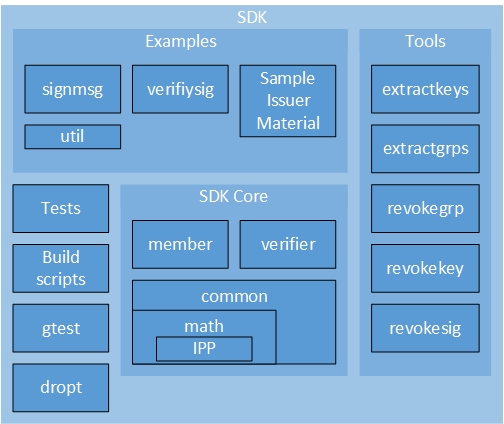 SDK
Examples
signmsg
verifiysig
Sample
Issuer
Material
util
Tools
extractkeys
extractgrps
revokegrp
revokekey
revokesig
Tests
Build
scripts
gtest
dropt
SDK Core
member
verifier
common
math
IPP